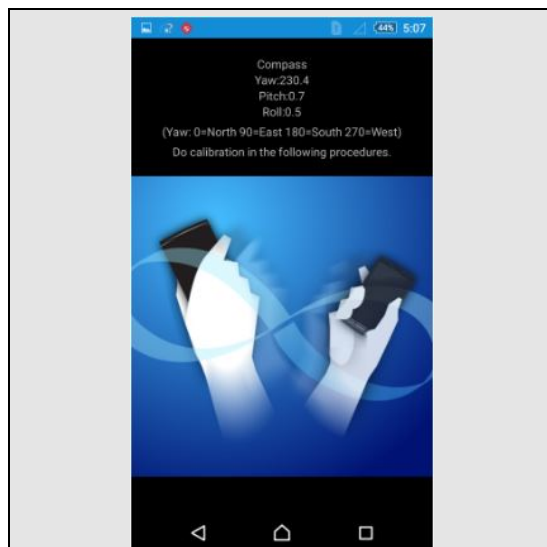 44% 5:07
Compass
Yaw:230.4
Pitch:0.7
Roll:0.5
(Yaw: 0=North 90=East 180=South 270=West)
Do calibration in the following procedures.